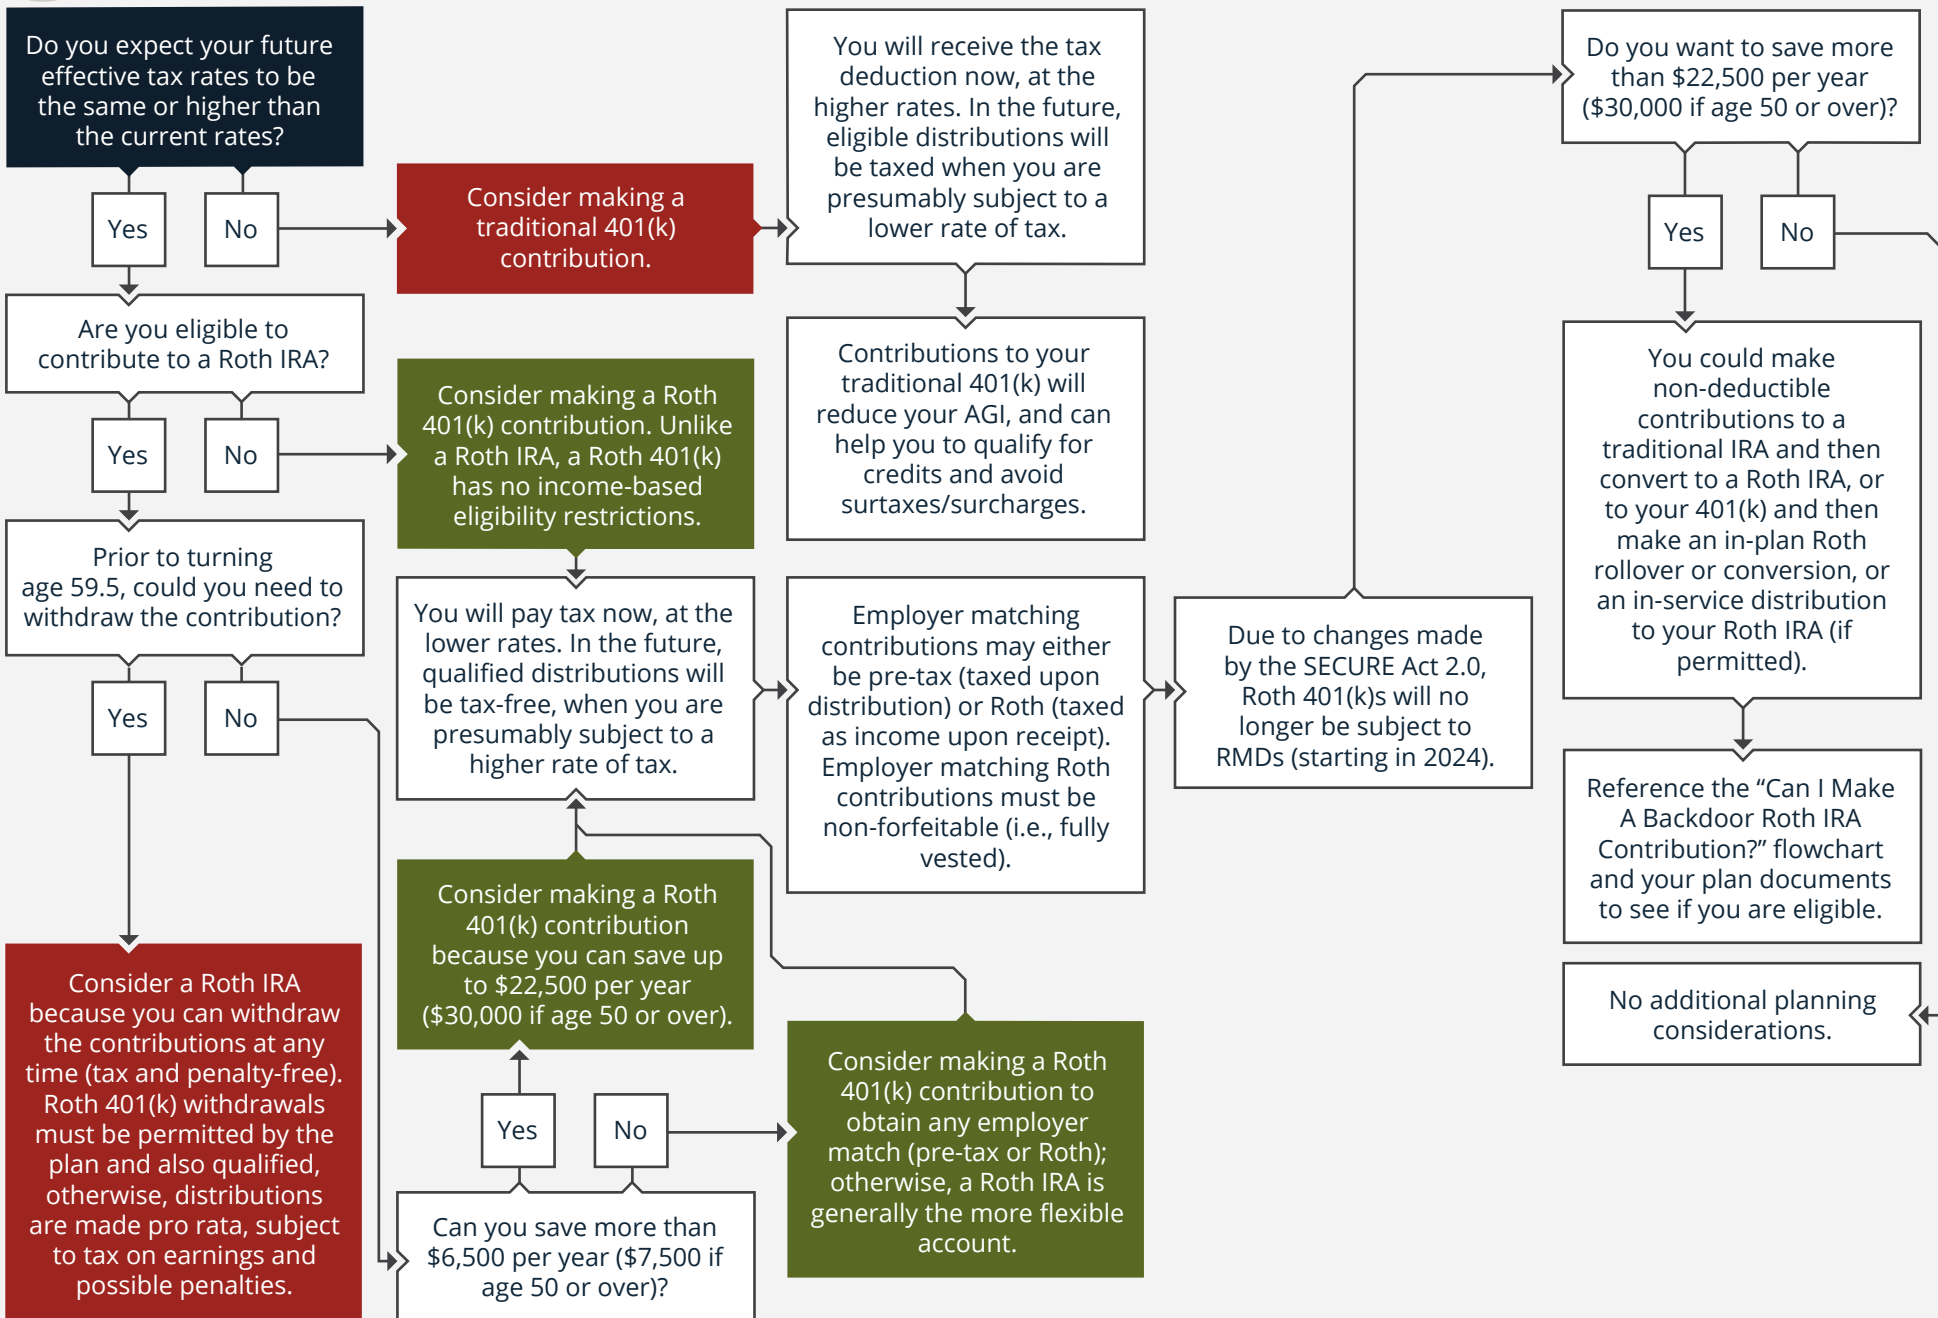 Do you expect your future
effective tax rates to be
the same or higher than
the current rates?
Yes
No
Are you eligible to
contribute to a Roth IRA?
Yes
No
Prior to turning
age 59.5, could you need to
withdraw the contribution?
Yes
No
Consider a Roth IRA
because you can withdraw
the contributions at any
time (tax and penalty-free).
Roth 401(k) withdrawals
must be permitted by the
plan and also qualified,
otherwise, distributions
are made pro rata, subject
to tax on earnings and
possible penalties.
Consider making a
traditional 401(k)
contribution.
Consider making a Roth
401(k) contribution. Unlike
a Roth IRA, a Roth 401(k)
has no income-based
eligibility restrictions.
You will pay tax now, at the
lower rates. In the future,
qualified distributions will
be tax-free, when you are
presumably subject to a
higher rate of tax.
Consider making a Roth
401(k) contribution
because you can save up
to $22,500 per year
($30,000 if age 50 or over).
Yes
No
Can you save more than
$6,500 per year ($7,500 if
age 50 or over)?
You will receive the tax
deduction now, at the
higher rates. In the future,
eligible distributions will
be taxed when you are
presumably subject to a
lower rate of tax.
Contributions to your
traditional 401(k) will
reduce your AGI, and can
help you to qualify for
credits and avoid
surtaxes/surcharges.
Employer matching
contributions may either
be pre-tax (taxed upon
distribution) or Roth (taxed
as income upon receipt).
Employer matching Roth
contributions must be
non-forfeitable (i.e., fully
vested).
Consider making a Roth
401(k) contribution to
obtain any employer
match (pre-tax or Roth);
otherwise, a Roth IRA is
generally the more flexible
account.
Due to changes made
by the SECURE Act 2.0,
Roth 401(k)s will no
longer be subject to
RMDs (starting in 2024).
Do you want to save more
than $22,500 per year
($30,000 if age 50 or over)?
Yes
No
You could make
non-deductible
contributions to a
traditional IRA and then
convert to a Roth IRA, or
to your 401(k) and then
make an in-plan Roth
rollover or conversion, or
an in-service distribution
to your Roth IRA (if
permitted).
Reference the “Can I Make
A Backdoor Roth IRA
Contribution?” flowchart
and your plan documents
to see if you are eligible.
No additional planning
considerations.